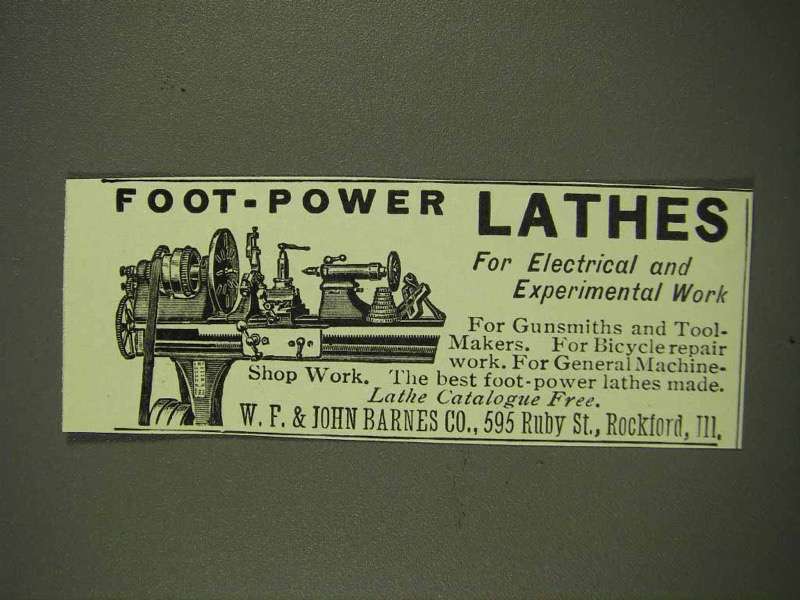 FOOT-POWER LATHES
For Electrical and
Experimental Work
For Gunsmiths and Tool-
Makers. For Bicycle repair
work. For General Machine-
Shop Work. The best foot-power lathes made.
Lathe Catalogue Free.
W. F. & JOHN BARNES CO., 595 Ruby St., Rockford, Ill.